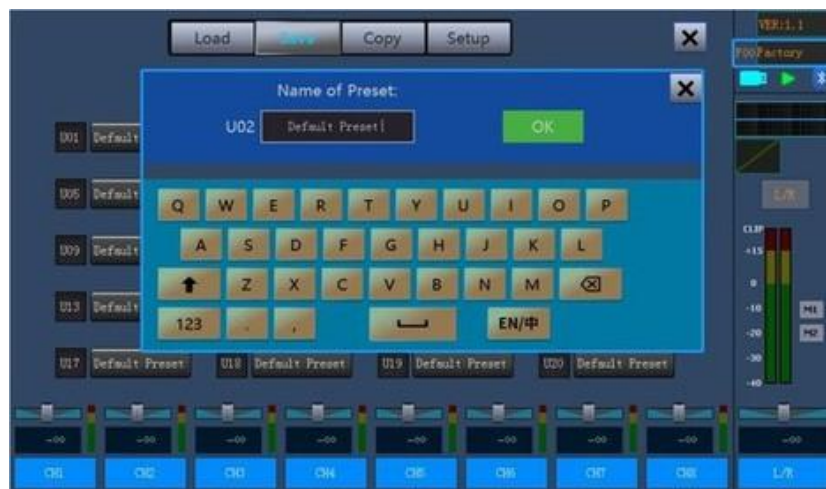 Load Save Copy Setup
VER:1.1
F00 Factory
Name of Preset:
U02 Default Preset
OK
U01 Default
U05 Default
U09 Default
U13 Default
Q W E R T Y U I O P
A S D F G H J K L
Z X C V B N M
123 . , EN/中
U17 Default Preset U18 Default Preset U19 Default Preset U20 Default Preset
L/R
CLIP
+15
0
-10
-20
-30
-40
M1
M2
-∞ -∞ -∞ -∞ -∞ -∞ -∞ -∞ -∞
CH1 CH2 CH3 CH4 CH5 CH6 CH7 CH8 L/R